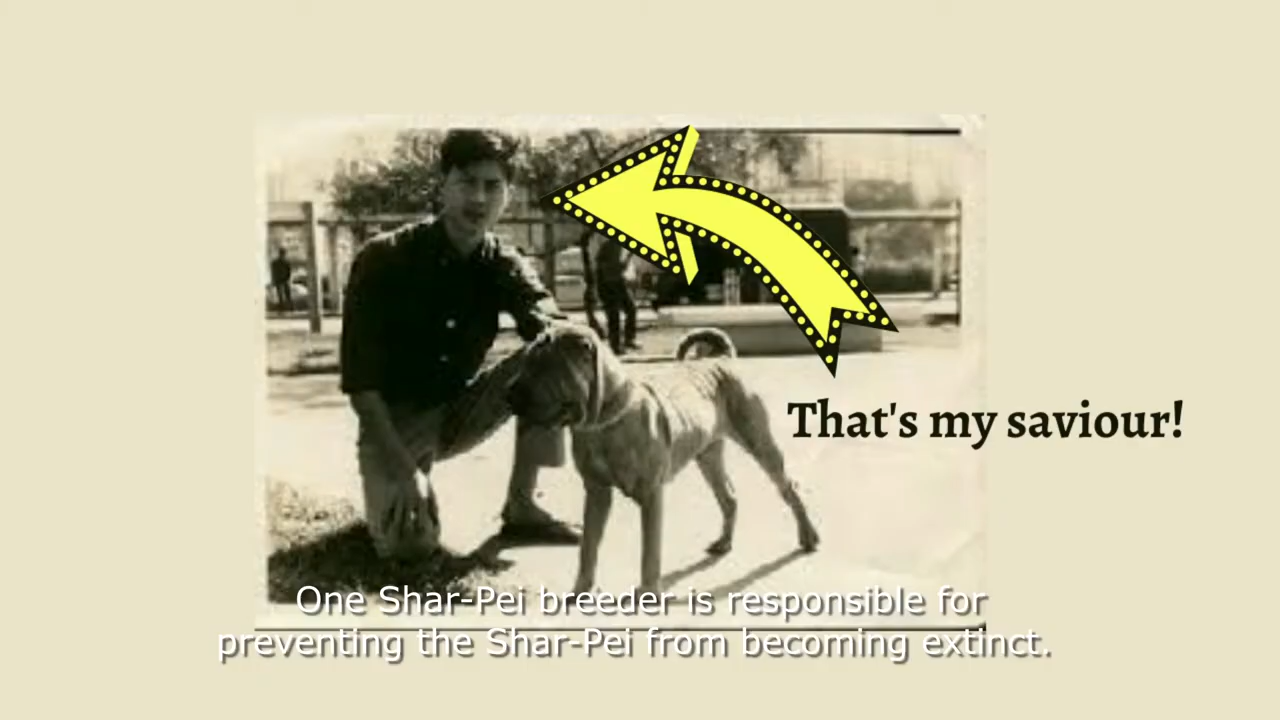 That's my saviour!
One Shar-Pei breeder is responsible for
preventing the Shar-Pei from becoming extinct.